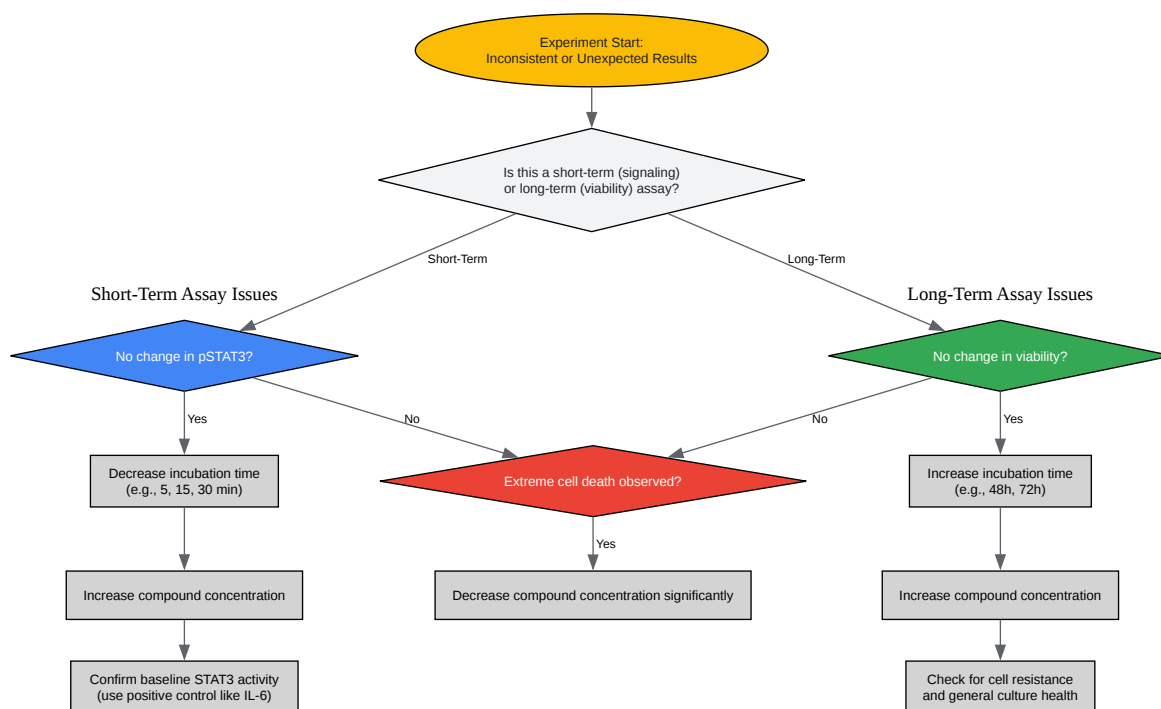 Experiment Start:
Inconsistent or Unexpected Results
Is this a short-term (signaling)
or long-term (viability) assay?
Short-Term
Long-Term
Short-Term Assay Issues
Long-Term Assay Issues
No change in pSTAT3?
No change in viability?
Yes
No
No
Yes
Decrease incubation time
(e.g., 5, 15, 30 min)
Extreme cell death observed?
Increase incubation time
(e.g., 48h, 72h)
Yes
Increase compound concentration
Decrease compound concentration significantly
Increase compound concentration
Confirm baseline STAT3 activity
(use positive control like IL-6)
Check for cell resistance
and general culture health